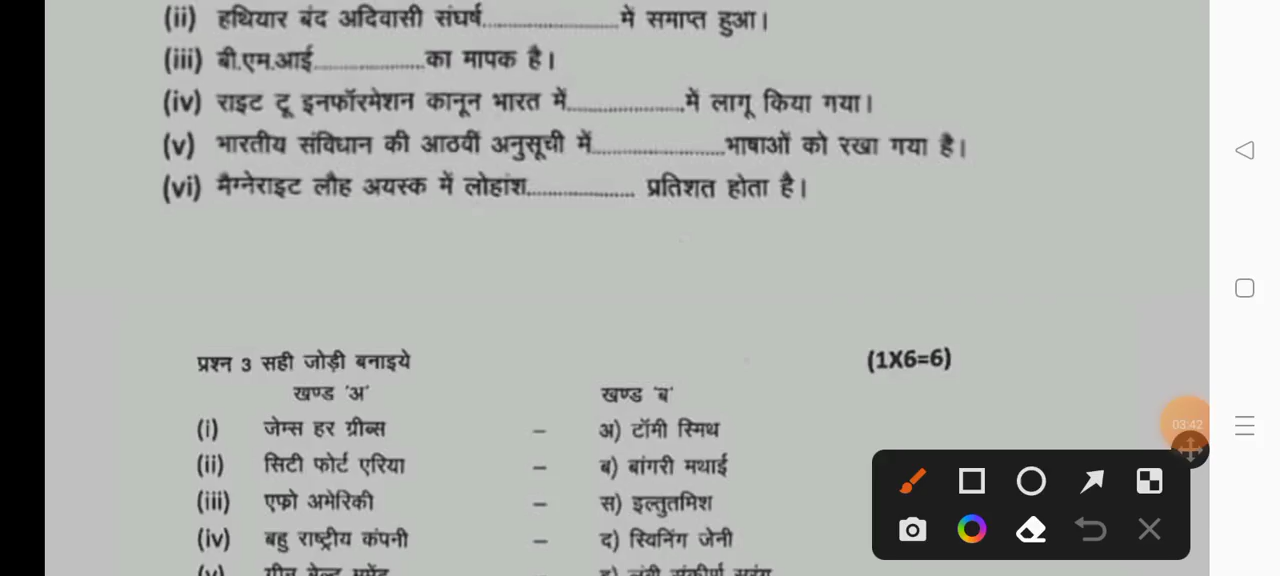 (ii) हथियार बंद अदिवासी संघर्ष....................में समाप्त हुआ।
(iii) बी.एम.आई................का मापक है।
(iv) राइट टू इनफॉरमेशन कानून भारत में.................में लागू किया गया।
(v) भारतीय संविधान की आठवीं अनुसूची में....................भाषाओं को रखा गया है।
(vi) मैग्नेराइट लौह अयस्क में लोहांश................ प्रतिशत होता है।
प्रश्न 3 सही जोड़ी बनाइये (1X6=6)
खण्ड 'अ' खण्ड 'ब'
(i) जेम्स हर ग्रीब्स – अ) टॉमी स्मिथ
(ii) सिटी फोर्ट एरिया – ब) बांगरी मथाई
(iii) एफ्रो अमेरिकी – स) इल्तुतमिश
(iv) बहु राष्ट्रीय कंपनी – द) स्विनिंग जेनी
03:42